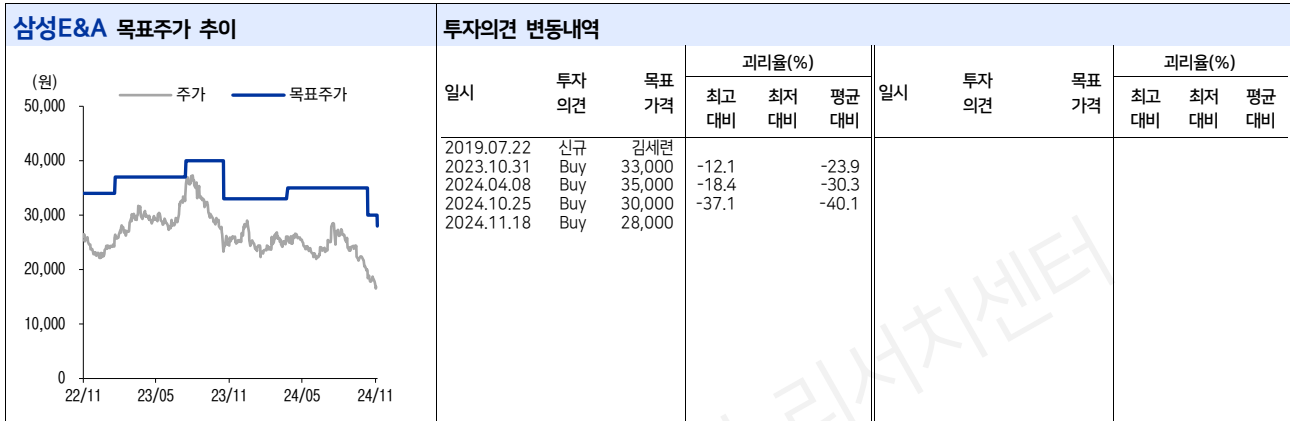 삼성E&A 목표주가 추이
(원)
주가
목표주가
50,000
40,000
30,000
20,000
10,000
0
22/11 23/05 23/11 24/05 24/11
투자의견 변동내역
일시 투자의견 목표가격 괴리율(%)
최고대비 최저대비 평균대비
일시 투자의견 목표가격 괴리율(%)
최고대비 최저대비 평균대비
2019.07.22 신규 김세련
2023.10.31 Buy 33,000 -12.1 -23.9
2024.04.08 Buy 35,000 -18.4 -30.3
2024.10.25 Buy 30,000 -37.1 -40.1
2024.11.18 Buy 28,000
리서치센터